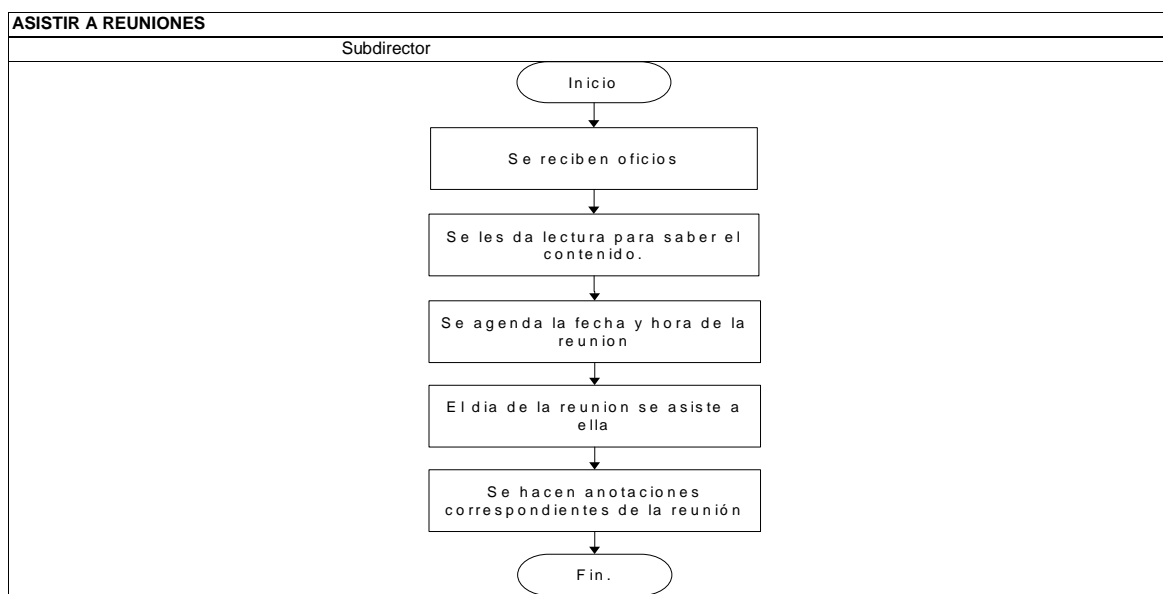 ASISTIR A REUNIONES
Subdirector
Inicio
Se reciben oficios
Se les da lectura para saber el
contenido.
Se agenda la fecha y hora de la
reunion
El dia de la reunion se asiste a
ella
Se hacen anotaciones
correspondientes de la reunión
Fin.